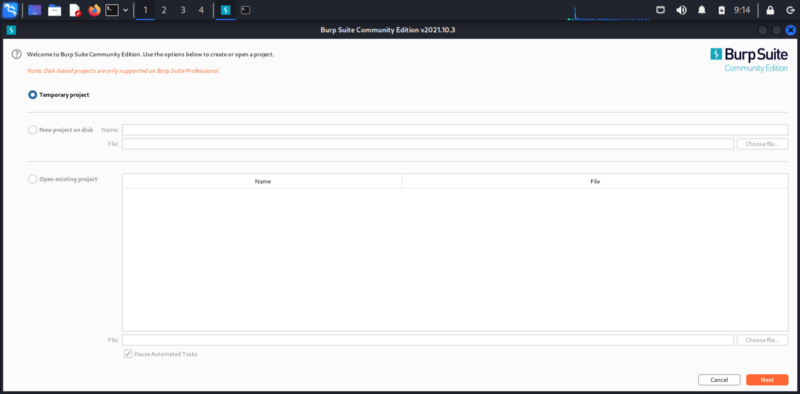 1 2 3 4
9:14
Burp Suite Community Edition v2021.10.3
Welcome to Burp Suite Community Edition. Use the options below to create or open a project.
Note: Disk-based projects are only supported on Burp Suite Professional.
BurpSuite
Community Edition
Temporary project
New project on disk Name:
File: Choose file...
Open existing project Name File
File: Choose file...
Pause Automated Tasks
Cancel Next